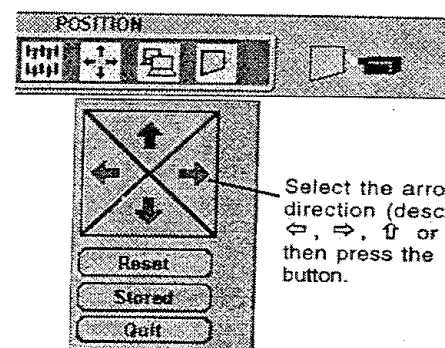 POSITION
Select the arro
direction (desc
⇦, ⇨, ⇧ or
then press the
button.
Reset
Stored
Quit